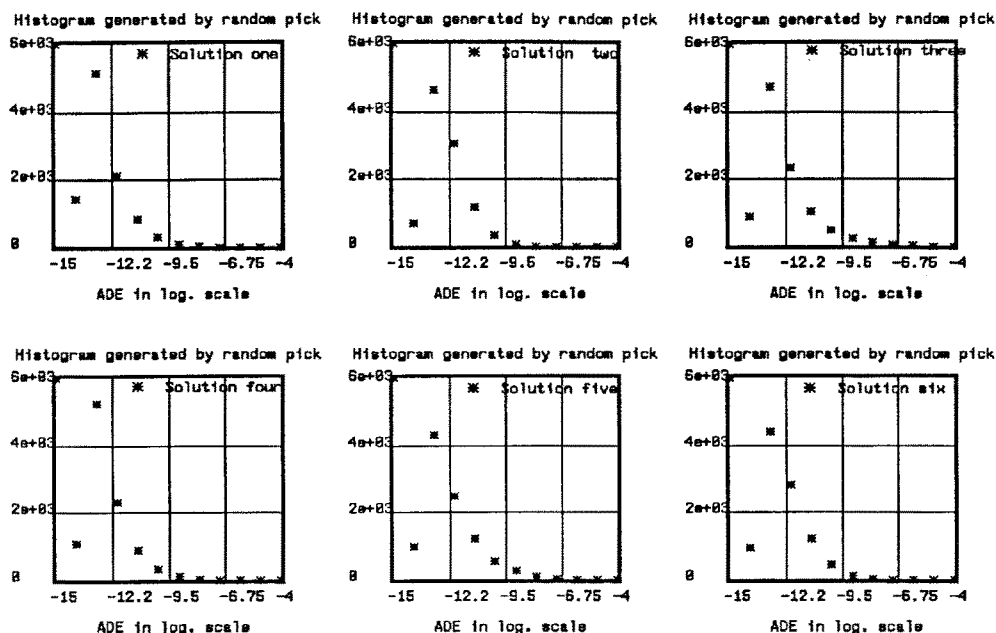 Histogram generated by random pick
6e+03
* Solution one
4e+03
2e+03
0
-15 -12.2 -9.5 -6.75 -4
ADE in log. scale
Histogram generated by random pick
6e+03
* Solution two
4e+03
2e+03
0
-15 -12.2 -9.5 -6.75 -4
ADE in log. scale
Histogram generated by random pick
6e+03
* Solution three
4e+03
2e+03
0
-15 -12.2 -9.5 -6.75 -4
ADE in log. scale
Histogram generated by random pick
6e+03
* Solution four
4e+03
2e+03
0
-15 -12.2 -9.5 -6.75 -4
ADE in log. scale
Histogram generated by random pick
6e+03
* Solution five
4e+03
2e+03
0
-15 -12.2 -9.5 -6.75 -4
ADE in log. scale
Histogram generated by random pick
6e+03
* Solution six
4e+03
2e+03
0
-15 -12.2 -9.5 -6.75 -4
ADE in log. scale